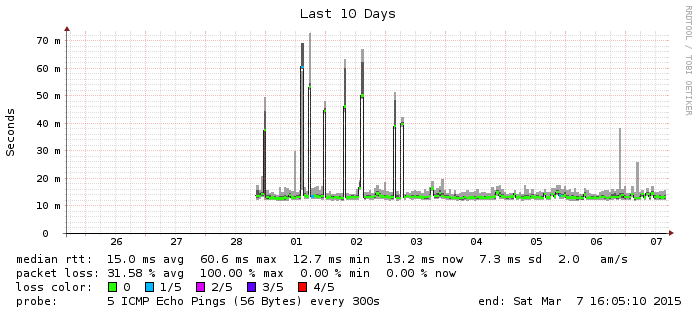 Last 10 Days
RRDTOOL / TOBI OETIKER
Seconds
70 m
60 m
50 m
40 m
30 m
20 m
10 m
0
26 27 28 01 02 03 04 05 06 07
median rtt: 15.0 ms avg 60.6 ms max 12.7 ms min 13.2 ms now 7.3 ms sd 2.0 am/s
packet loss: 31.58 % avg 100.00 % max 0.00 % min 0.00 % now
loss color: 0 1/5 2/5 3/5 4/5
probe: 5 ICMP Echo Pings (56 Bytes) every 300s end: Sat Mar 7 16:05:10 2015